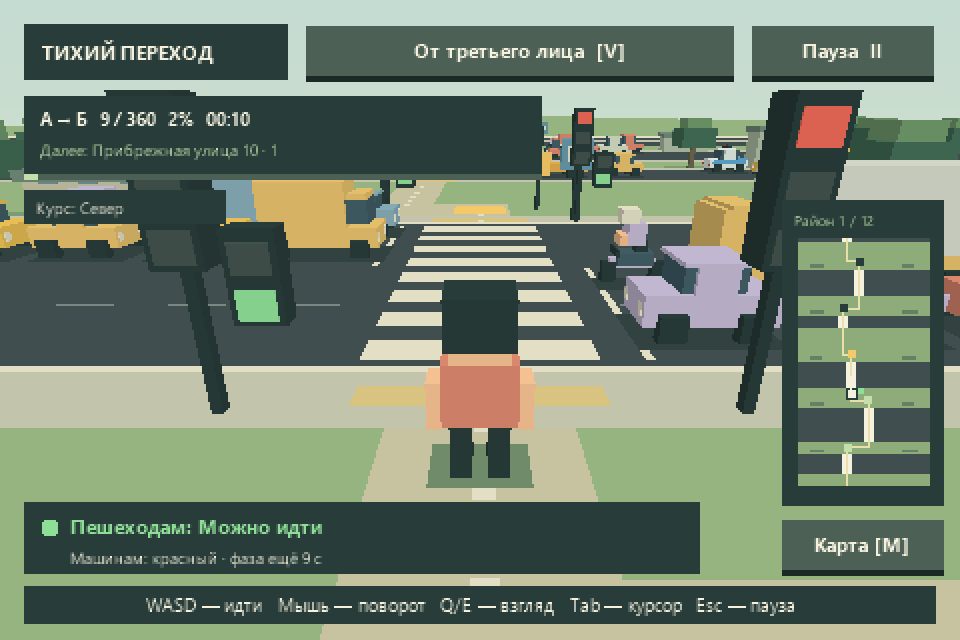 ТИХИЙ ПЕРЕХОД
От третьего лица [V]
Пауза II
А — Б 9 / 360 2% 00:10
Далее: Прибрежная улица 10 · 1
Курс: Север
Район 1 / 12
Пешеходам: Можно идти
Машинам: красный · фаза ещё 9 с
Карта [M]
WASD — идти Мышь — поворот Q/E — взгляд Tab — курсор Esc — пауза